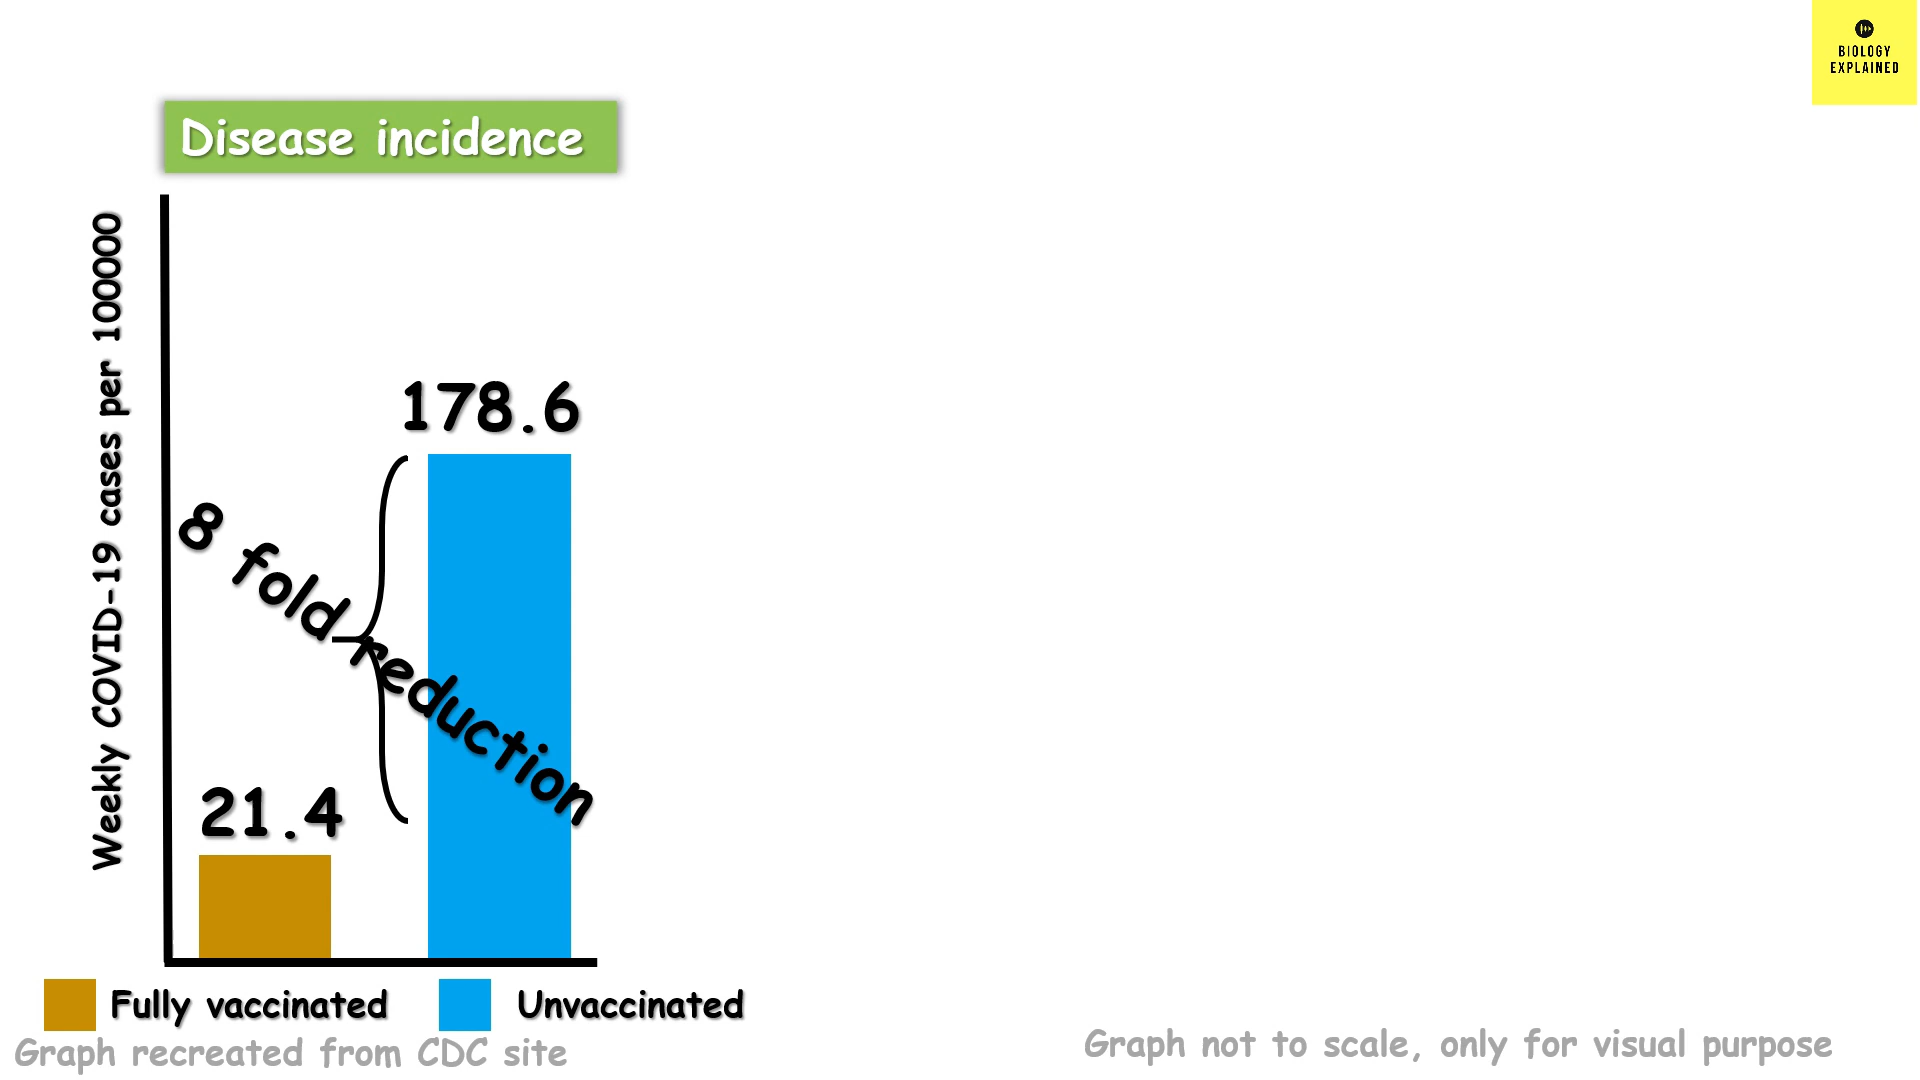 BIOLOGY
EXPLAINED
Disease incidence
Weekly COVID-19 cases per 100000
178.6
8 fold reduction
21.4
Fully vaccinated
Unvaccinated
Graph recreated from CDC site
Graph not to scale, only for visual purpose